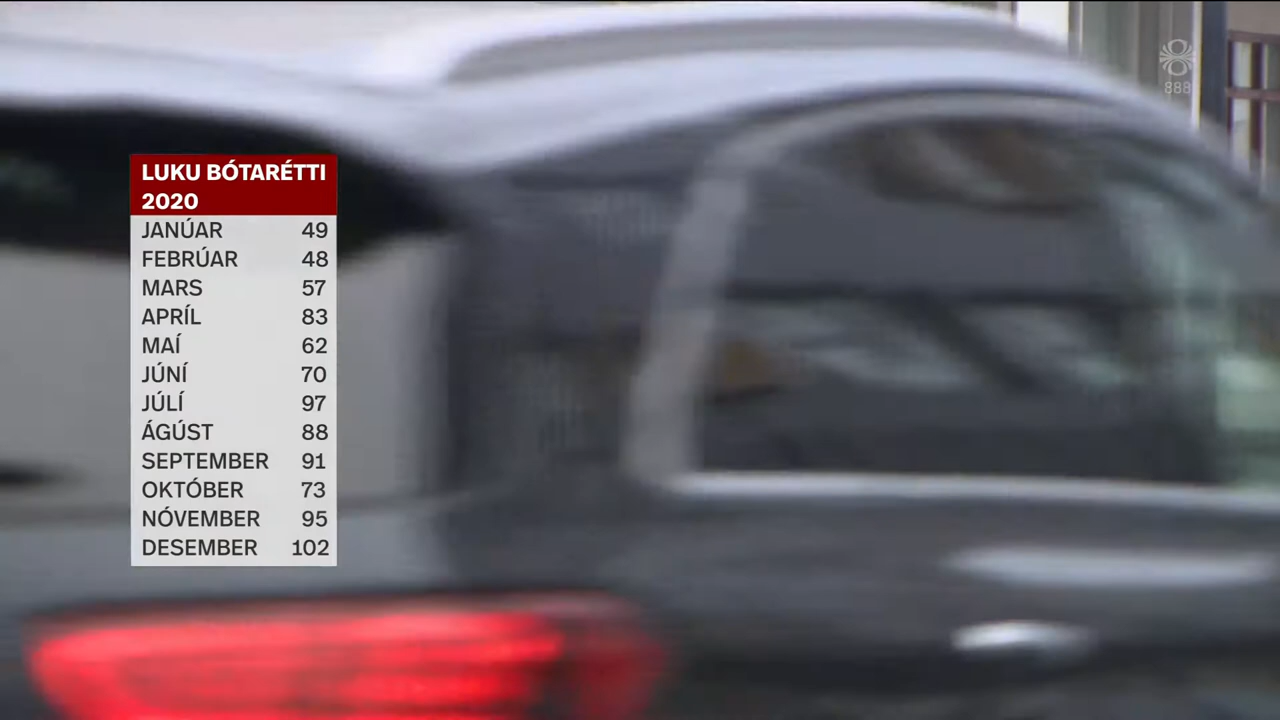 888
LUKU BÓTARÉTTI
2020
JANÚAR 49
FEBRÚAR 48
MARS 57
APRÍL 83
MAÍ 62
JÚNÍ 70
JÚLÍ 97
ÁGÚST 88
SEPTEMBER 91
OKTÓBER 73
NÓVEMBER 95
DESEMBER 102